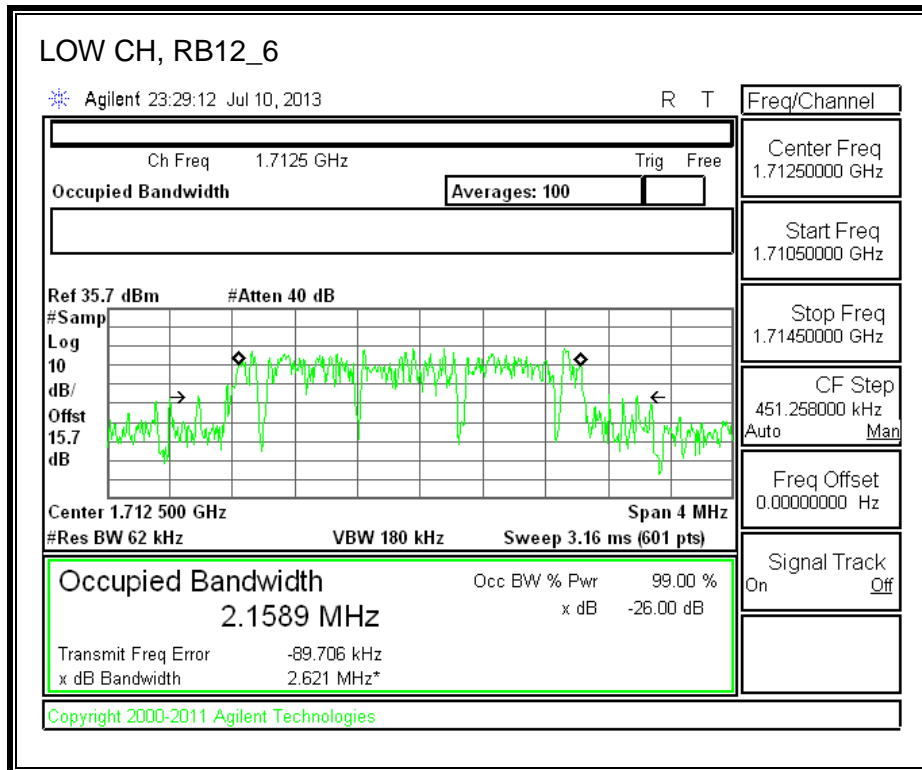 LOW CH, RB12_6
Agilent 23:29:12 Jul 10, 2013 R T
Freq/Channel
Ch Freq 1.7125 GHz Trig Free
Occupied Bandwidth Averages: 100
Center Freq
1.71250000 GHz
Start Freq
1.71050000 GHz
Stop Freq
1.71450000 GHz
CF Step
451.258000 kHz
Auto Man
Freq Offset
0.00000000 Hz
Signal Track
On Off
Ref 35.7 dBm #Atten 40 dB
#Samp
Log
10
dB/
Offst
15.7
dB
Center 1.712 500 GHz Span 4 MHz
#Res BW 62 kHz VBW 180 kHz Sweep 3.16 ms (601 pts)
Occupied Bandwidth Occ BW % Pwr 99.00 %
2.1589 MHz x dB -26.00 dB
Transmit Freq Error -89.706 kHz
x dB Bandwidth 2.621 MHz*
Copyright 2000-2011 Agilent Technologies